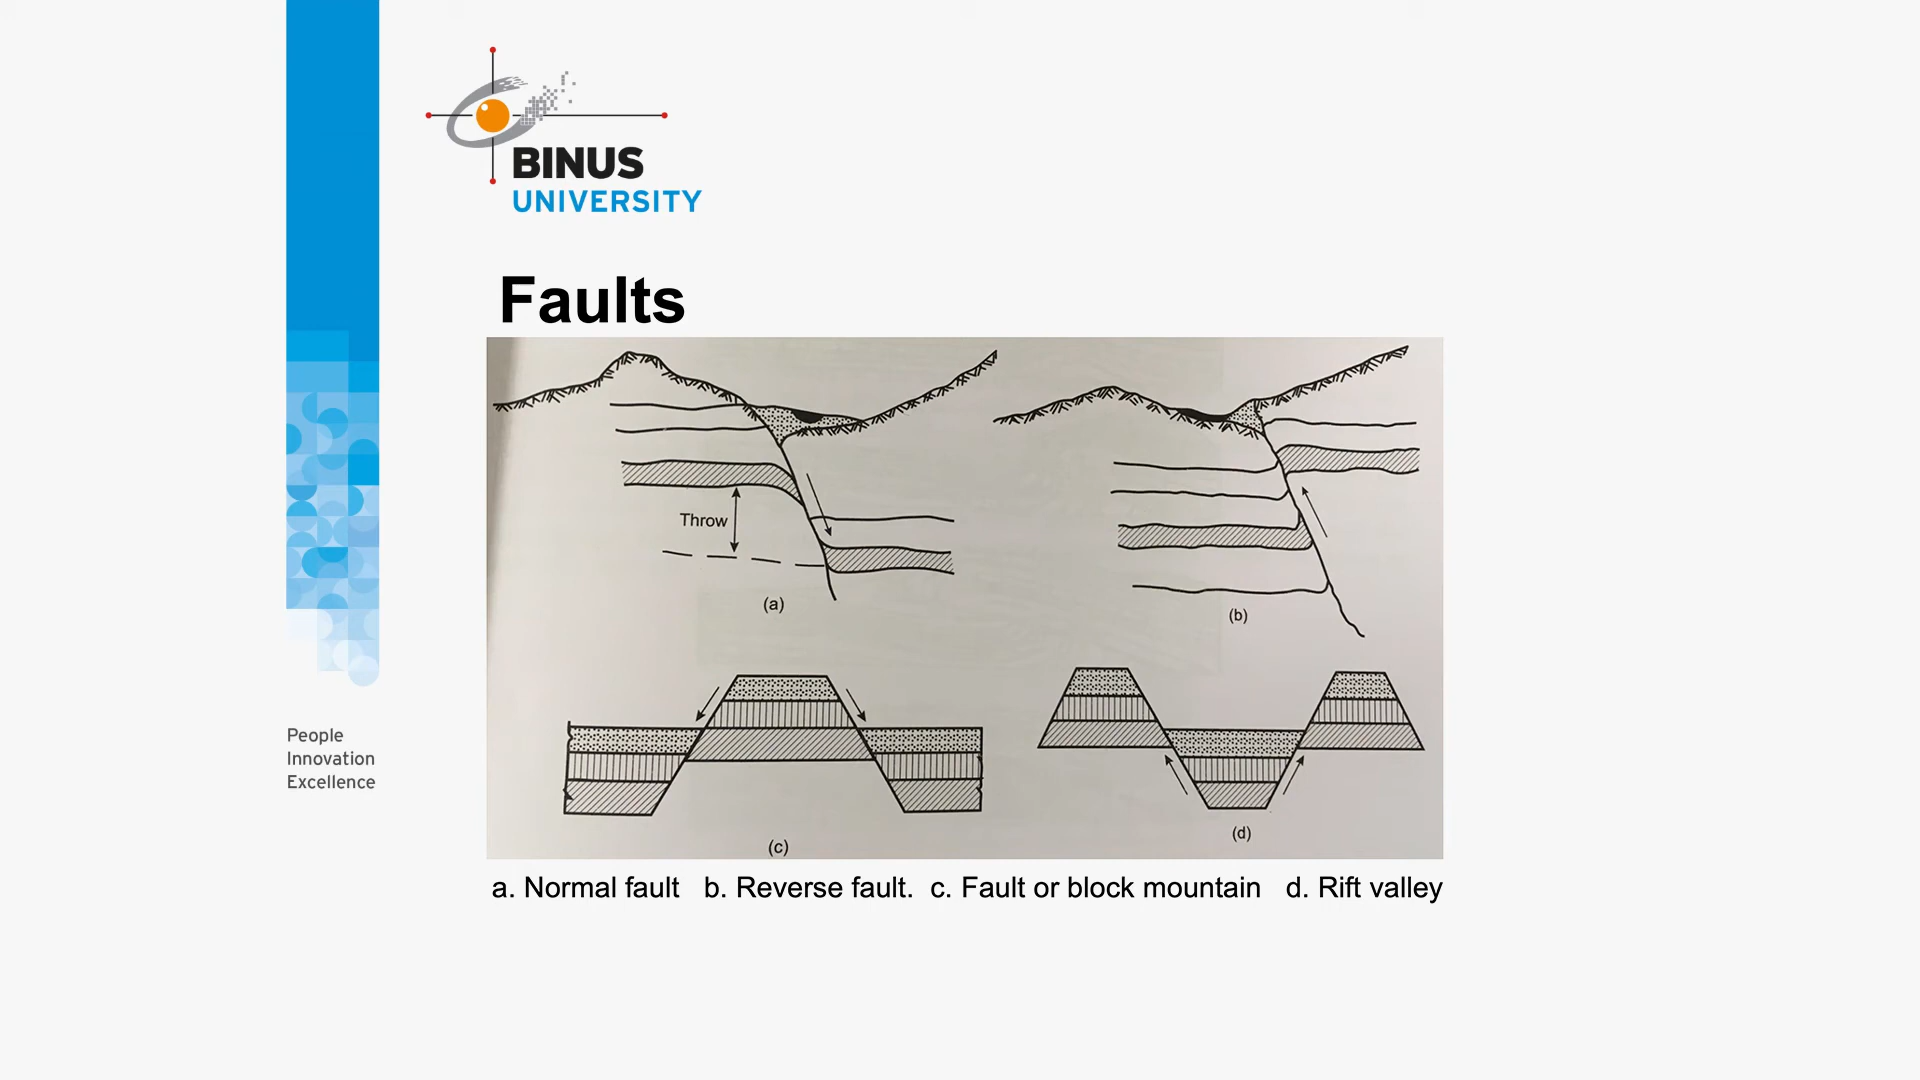 BINUS
UNIVERSITY
Faults
Throw
(a)
(b)
(c)
(d)
People
Innovation
Excellence
a. Normal fault b. Reverse fault. c. Fault or block mountain d. Rift valley